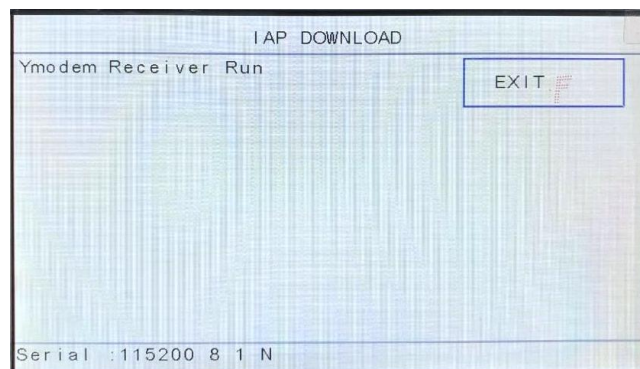 IAP DOWNLOAD
Ymodem Receiver Run
EXIT
Serial :115200 8 1 N